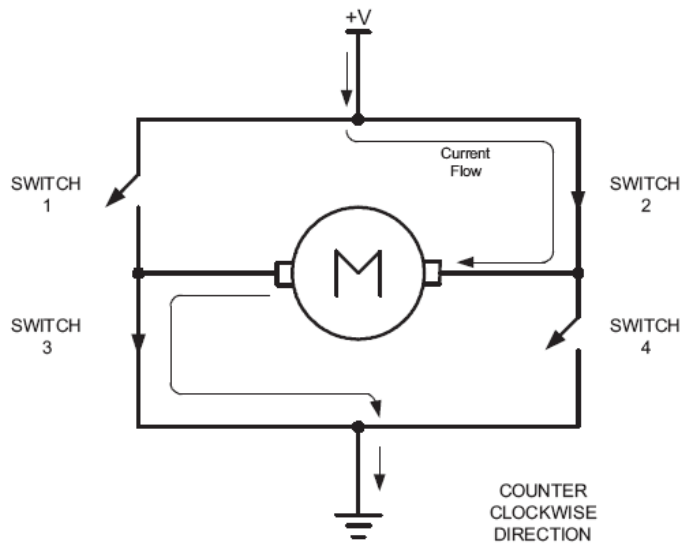 +V
Current
Flow
SWITCH
1
SWITCH
2
M
SWITCH
3
SWITCH
4
COUNTER
CLOCKWISE
DIRECTION